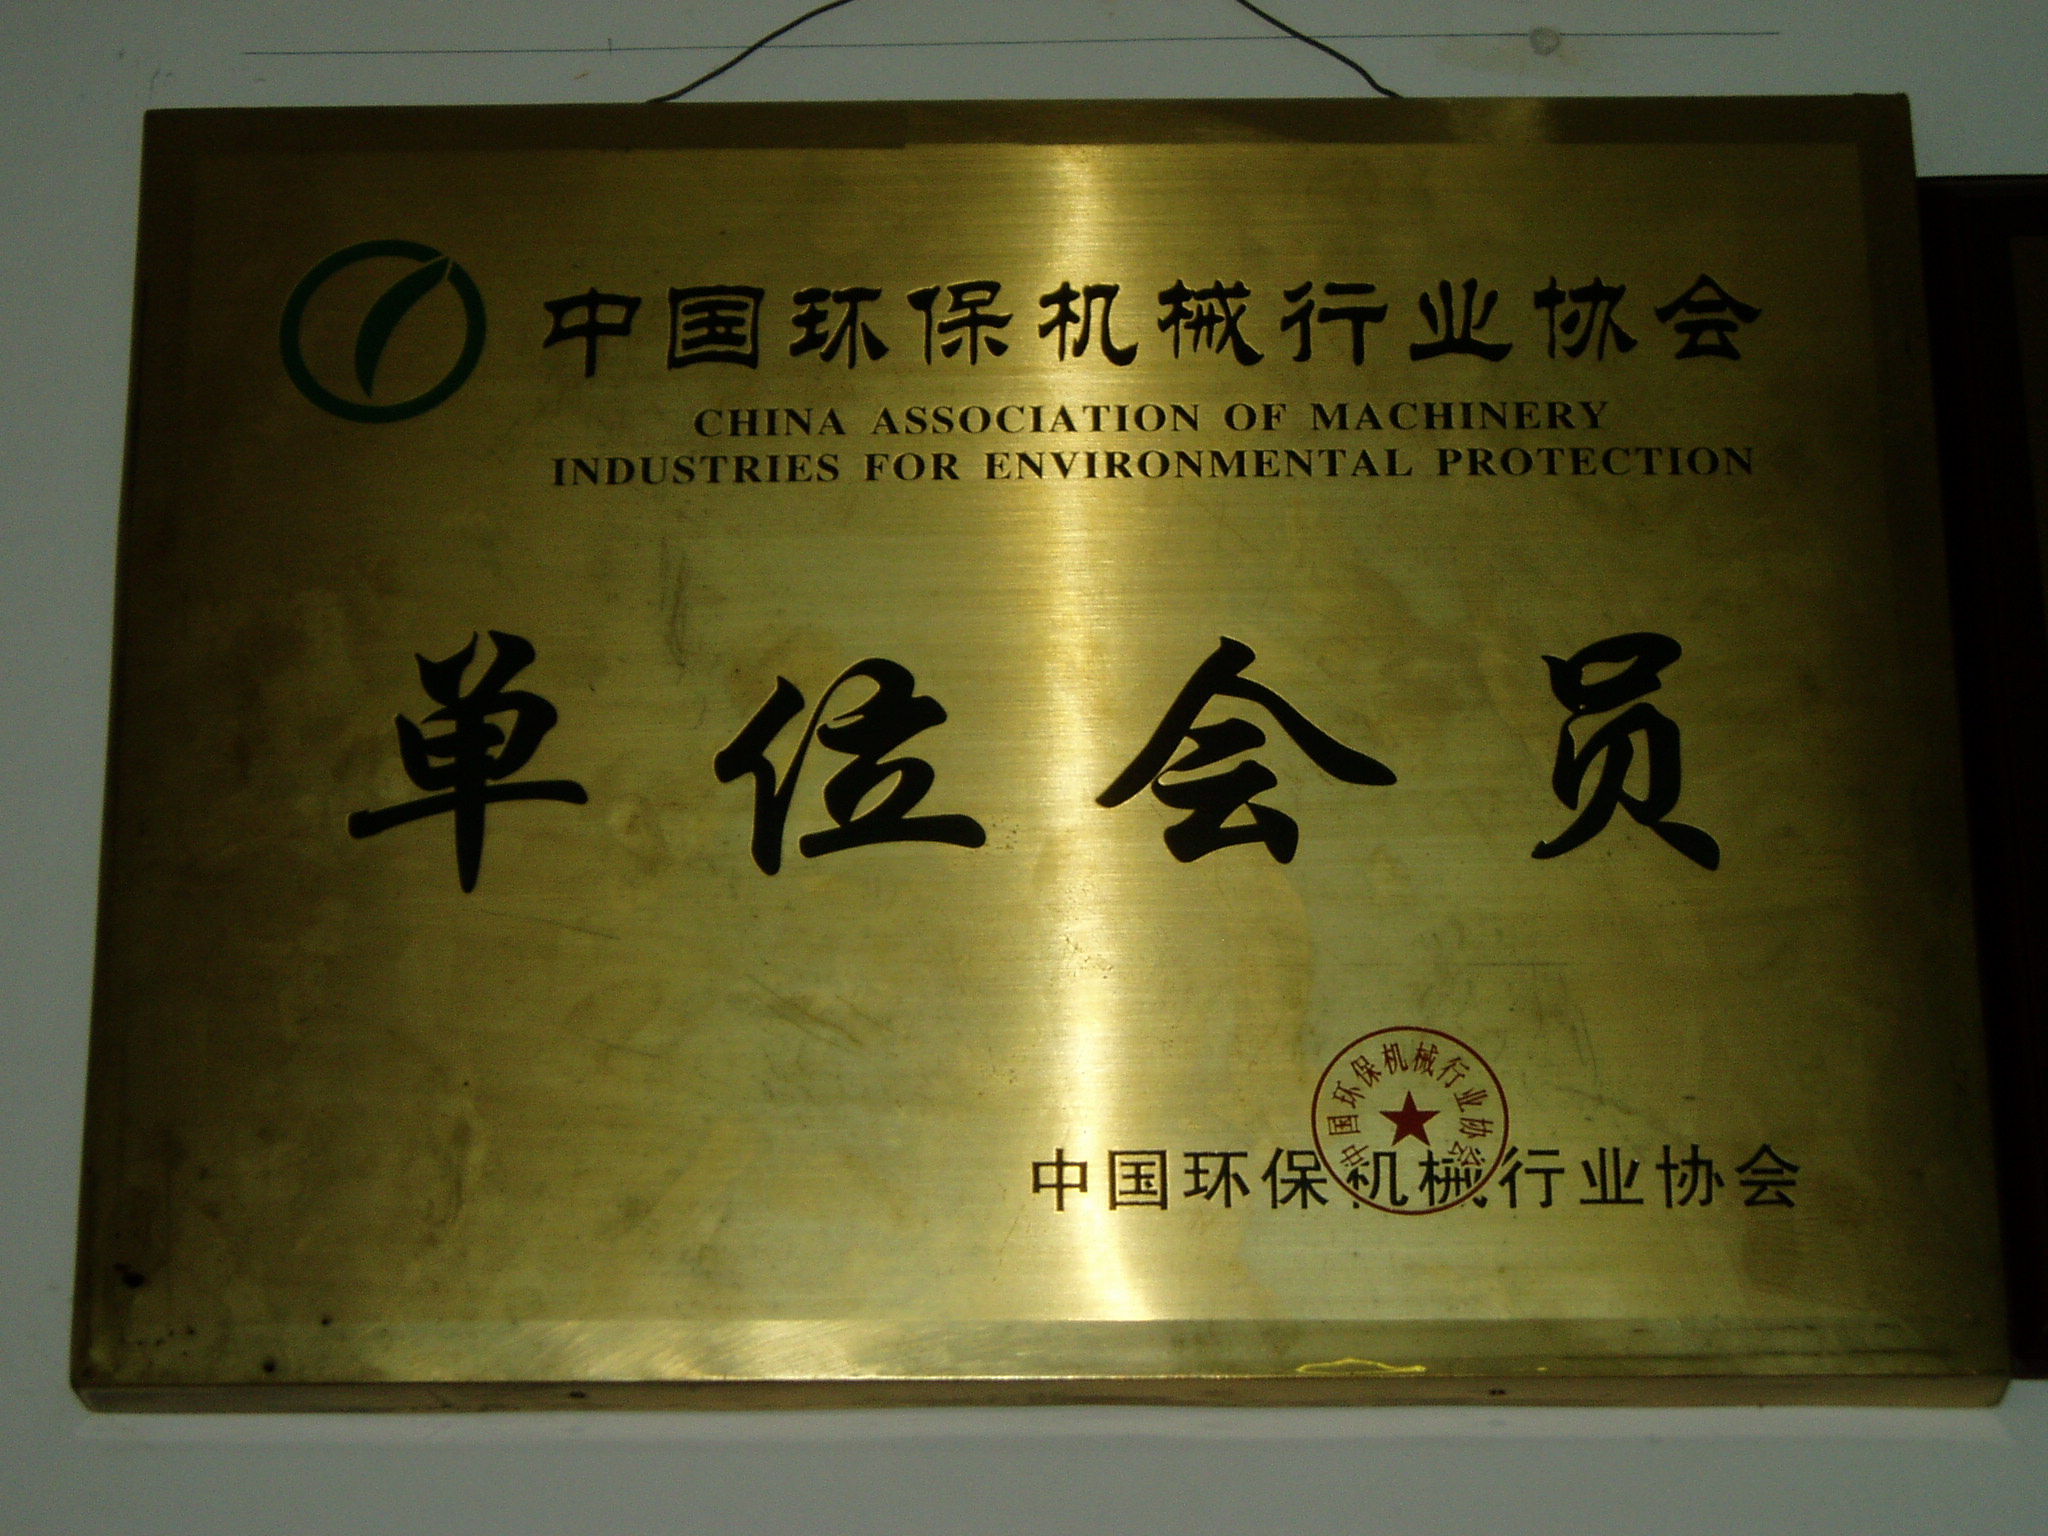 中国环保机械行业协会
CHINA ASSOCIATION OF MACHINERY
INDUSTRIES FOR ENVIRONMENTAL PROTECTION
单位会员
中国环保机械行业协会
中国环保机械行业协会